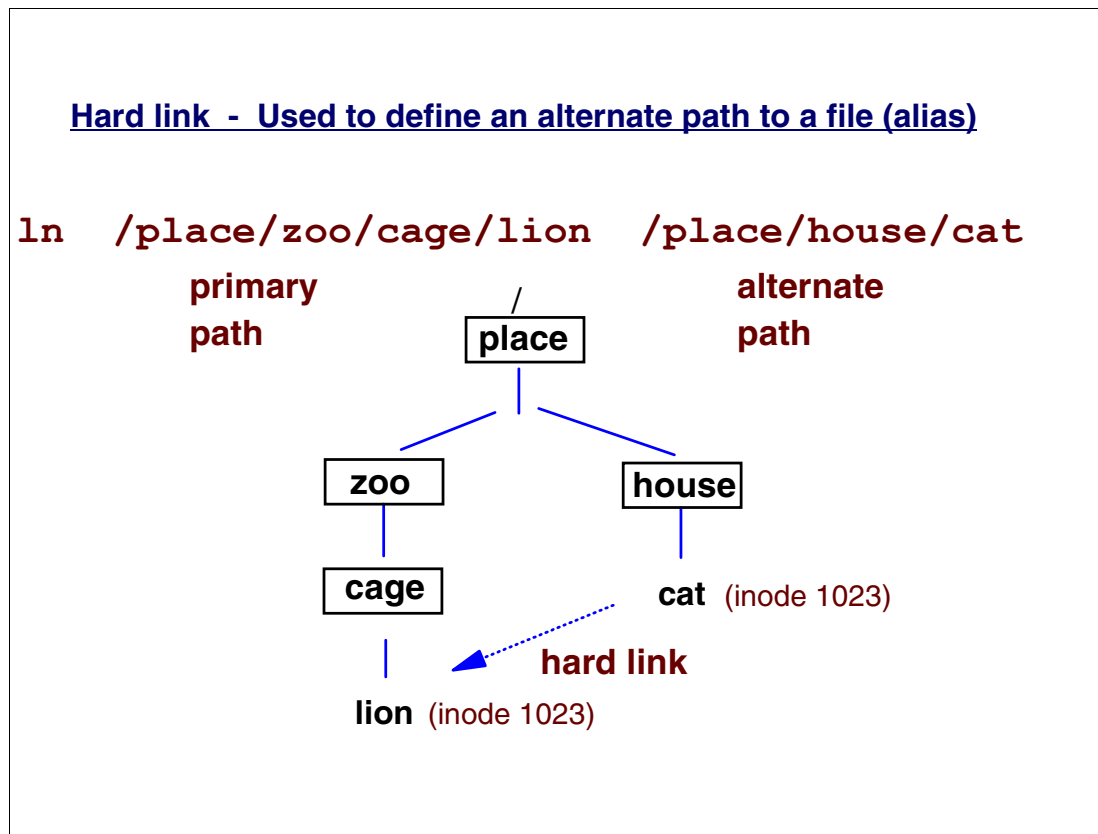 Hard link - Used to define an alternate path to a file (alias)
ln /place/zoo/cage/lion /place/house/cat
primary path
alternate path
/
place
zoo
house
cage
cat (inode 1023)
hard link
lion (inode 1023)